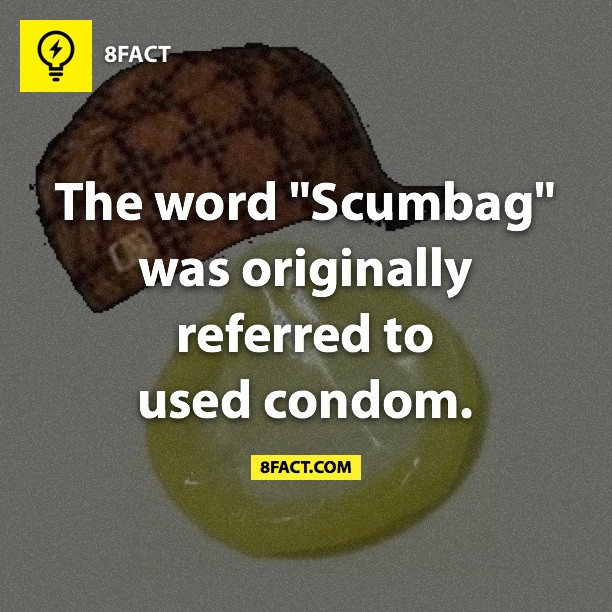 8FACT
The word "Scumbag"
was originally
referred to
used condom.
8FACT.COM